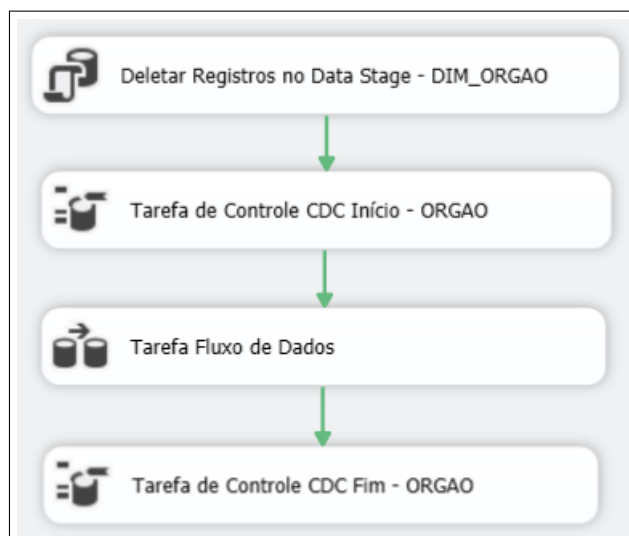 Deletar Registros no Data Stage - DIM_ORGAO
Tarefa de Controle CDC Início - ORGAO
Tarefa Fluxo de Dados
Tarefa de Controle CDC Fim - ORGAO